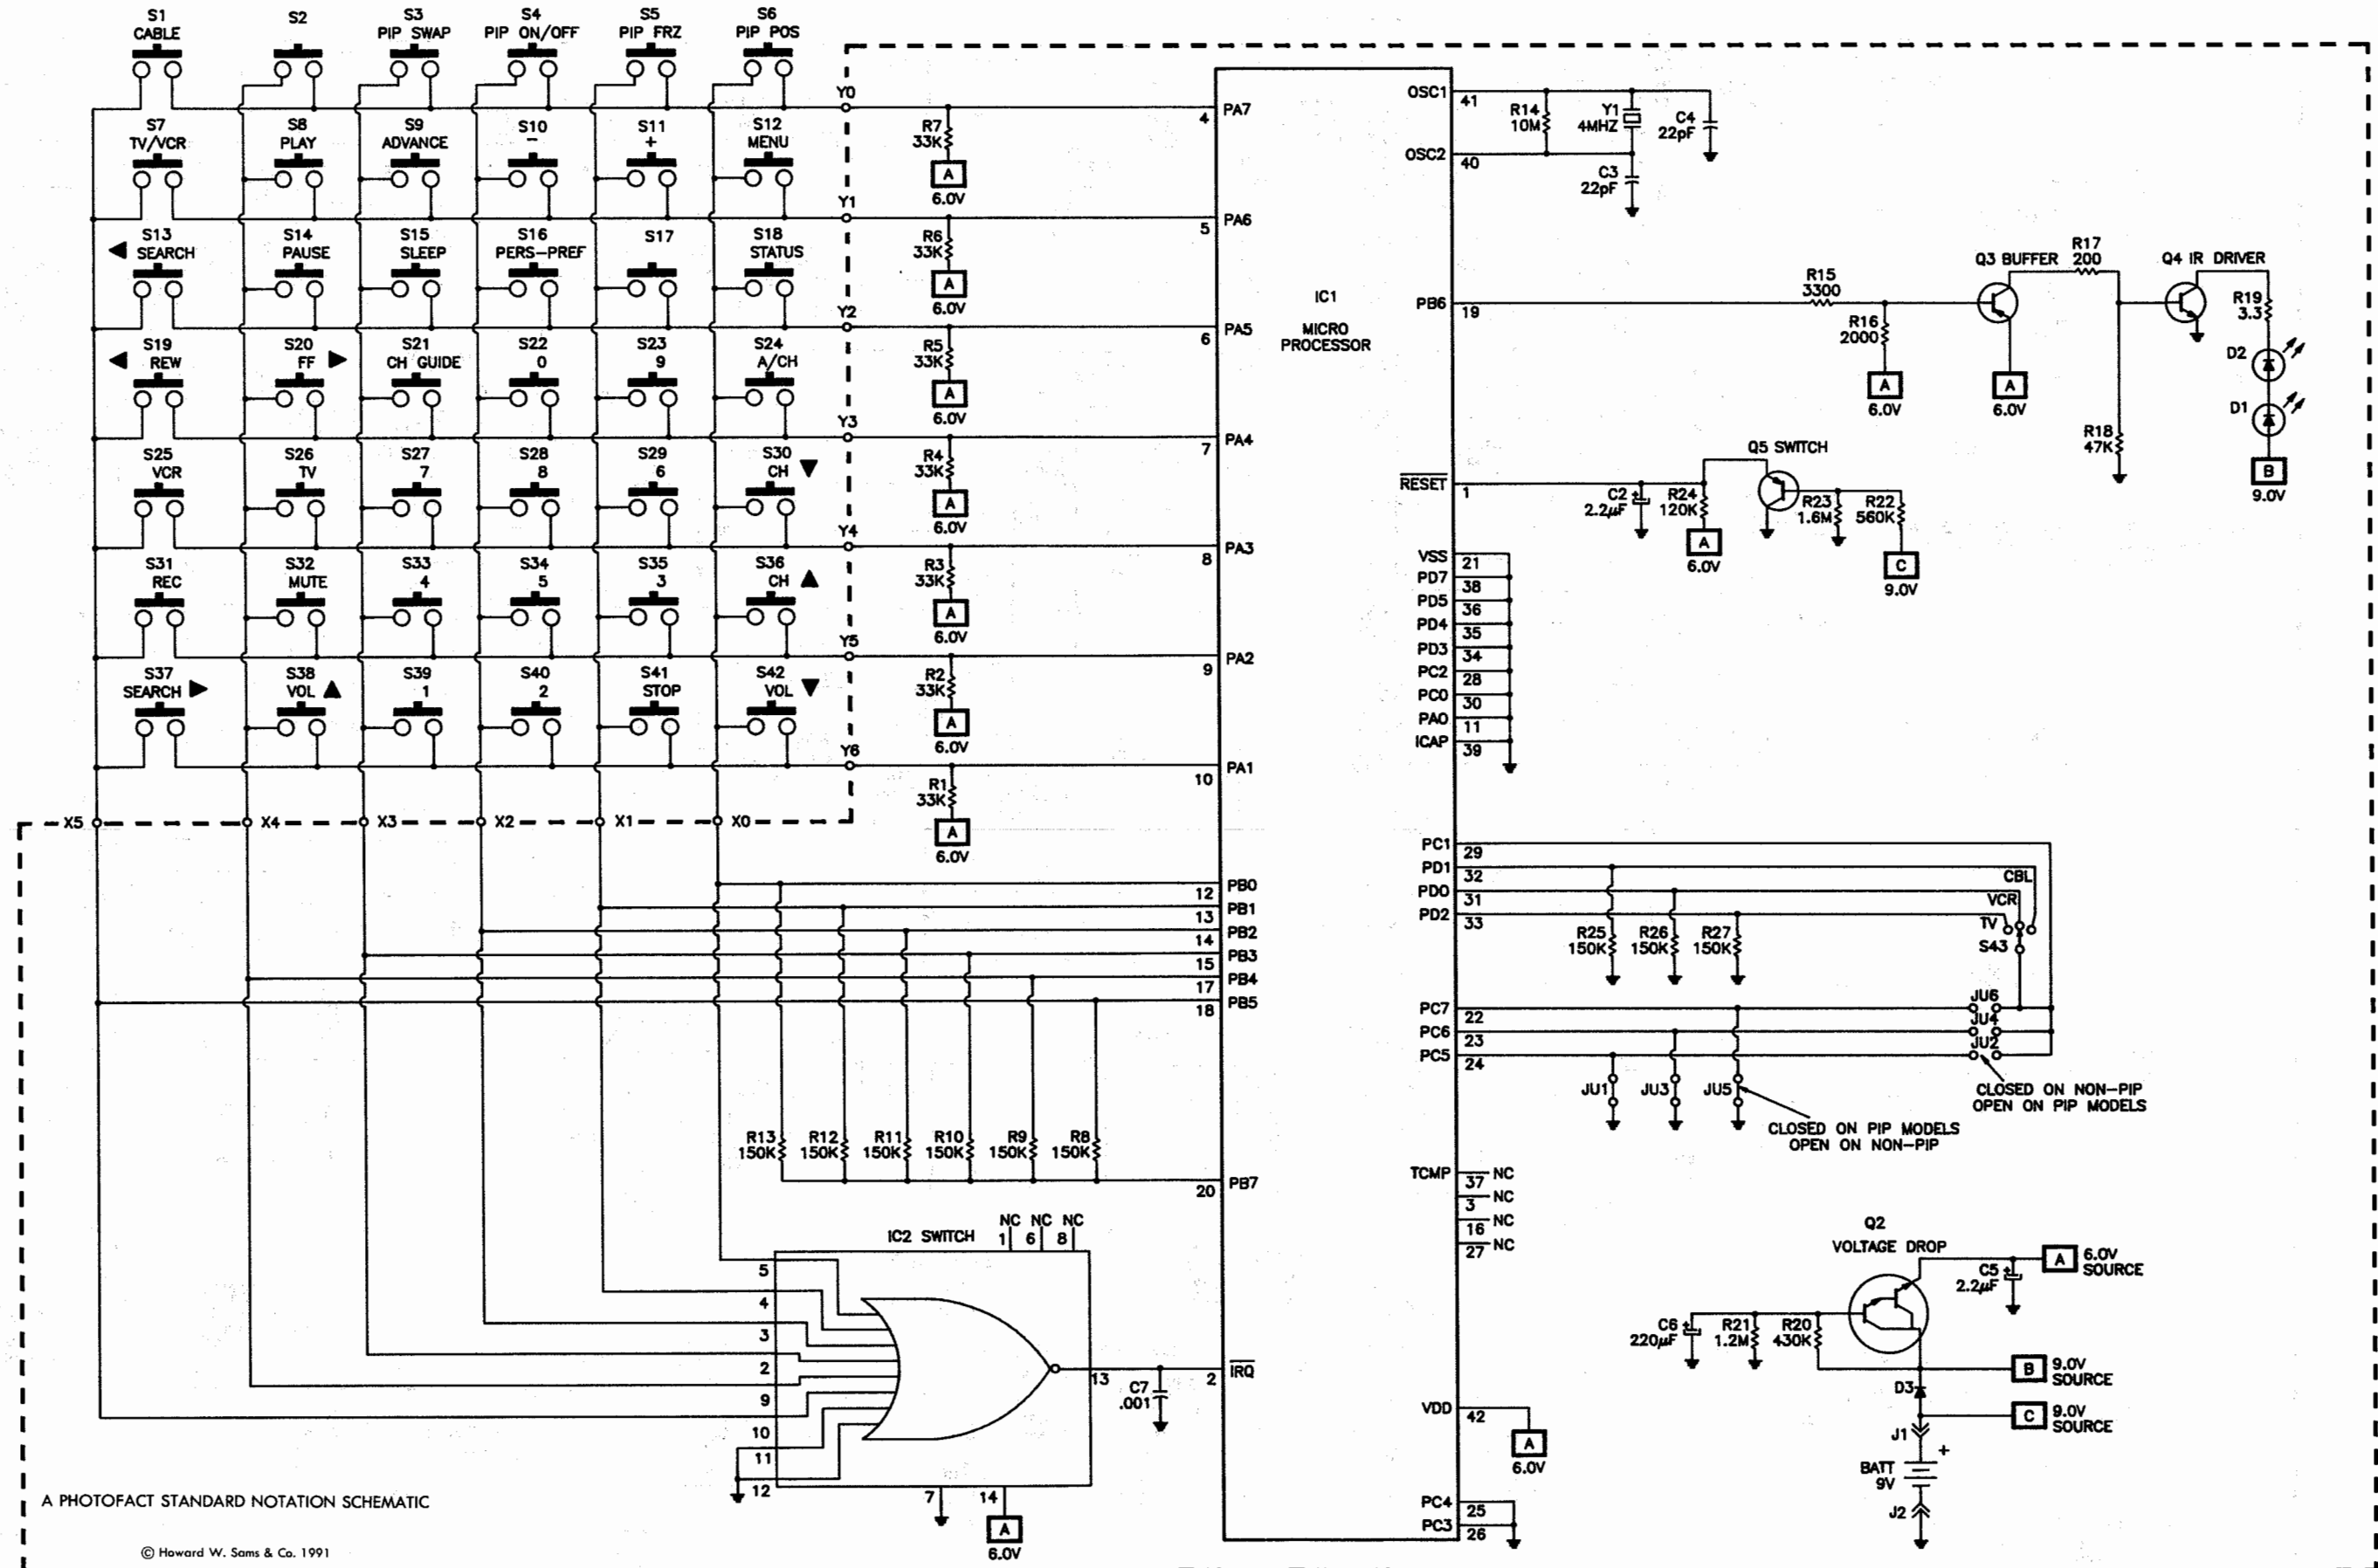 S1
CABLE
S2
S3
PIP SWAP
S4
PIP ON/OFF
S5
PIP FRZ
S6
PIP POS
S7
TV/VCR
S8
PLAY
S9
ADVANCE
S10
−
S11
+
S12
MENU
S13
◀ SEARCH
S14
PAUSE
S15
SLEEP
S16
PERS-PREF
S17
S18
STATUS
S19
◀ REW
S20
FF ▶
S21
CH GUIDE
S22
0
S23
9
S24
A/CH
S25
VCR
S26
TV
S27
7
S28
8
S29
6
S30
CH ▼
S31
REC
S32
MUTE
S33
4
S34
5
S35
3
S36
CH ▲
S37
SEARCH ▶
S38
VOL ▲
S39
1
S40
2
S41
STOP
S42
VOL ▼
Y0
Y1
Y2
Y3
Y4
Y5
Y6
X5
X4
X3
X2
X1
X0
R7
33K
A
6.0V
R6
33K
A
6.0V
R5
33K
A
6.0V
R4
33K
A
6.0V
R3
33K
A
6.0V
R2
33K
A
6.0V
R1
33K
A
6.0V
4 PA7
5 PA6
6 PA5
7 PA4
8 PA3
9 PA2
10 PA1
12 PB0
13 PB1
14 PB2
15 PB3
17 PB4
18 PB5
R13
150K
R12
150K
R11
150K
R10
150K
R9
150K
R8
150K
20 PB7
IC2 SWITCH
NC NC NC
1 6 8
5
4
3
2
9
10
11
12
7
14
A
6.0V
13
C7
.001
2 IRQ
IC1
MICRO
PROCESSOR
OSC1 41
OSC2 40
R14
10M
Y1
4MHZ
C4
22pF
C3
22pF
PB6 19
R15
3300
R16
2000
A
6.0V
Q3 BUFFER
A
6.0V
R17
200
Q4 IR DRIVER
R19
3.3
D2
D1
B
9.0V
R18
47K
RESET 1
C2 +
2.2µF
R24
120K
A
6.0V
Q5 SWITCH
R23
1.6M
R22
560K
C
9.0V
VSS 21
PD7 38
PD5 36
PD4 35
PD3 34
PC2 28
PC0 30
PA0 11
ICAP 39
PC1 29
PD1 32
PD0 31
PD2 33
CBL
VCR
TV
S43
R25
150K
R26
150K
R27
150K
PC7 22
PC6 23
PC5 24
JU6
JU4
JU2
JU1
JU3
JU5
CLOSED ON NON-PIP
OPEN ON PIP MODELS
CLOSED ON PIP MODELS
OPEN ON NON-PIP
TCMP 37 NC
3 NC
16 NC
27 NC
Q2
VOLTAGE DROP
C5 +
2.2µF
A 6.0V
SOURCE
C6 +
220µF
R21
1.2M
R20
430K
B 9.0V
SOURCE
D3
C 9.0V
SOURCE
J1
+
BATT
9V
J2
VDD 42
A
6.0V
PC4 25
PC3 26
A PHOTOFACT STANDARD NOTATION SCHEMATIC
© Howard W. Sams & Co. 1991